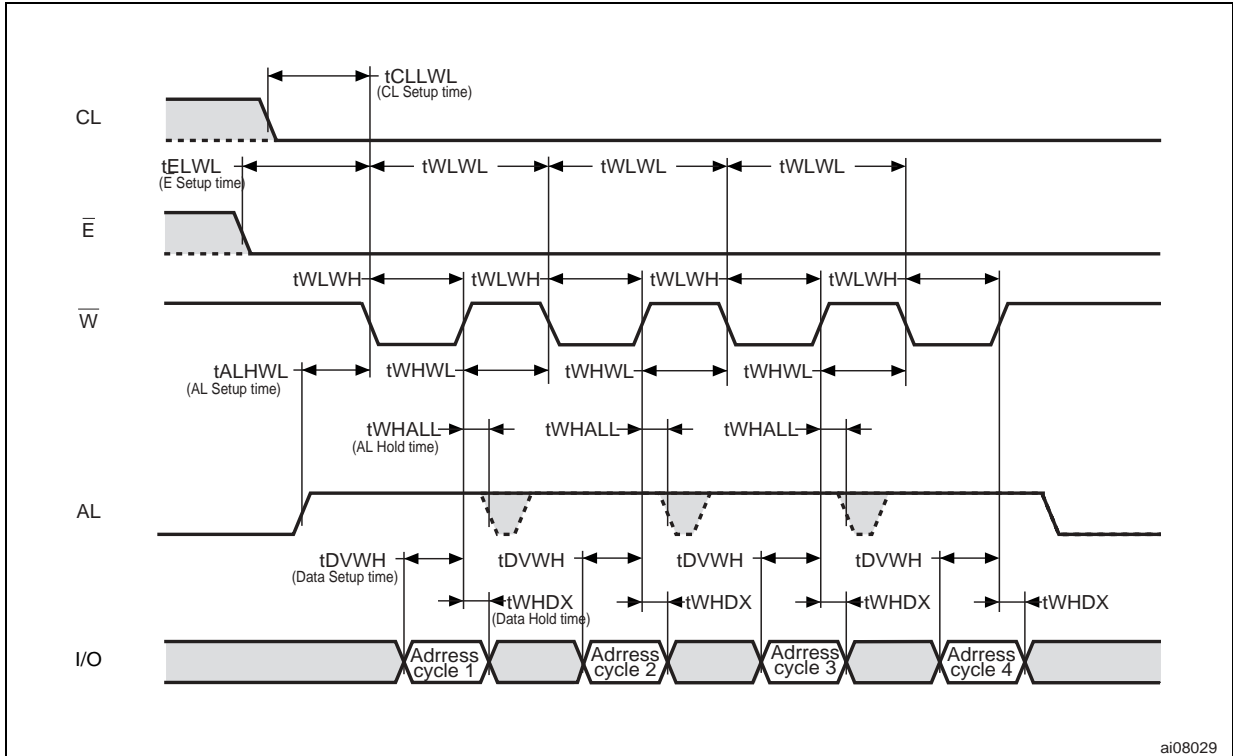 tCLLWL
(CL Setup time)
CL
tELWL
(E̅ Setup time)
tWLWL
tWLWL
tWLWL
E̅
tWLWH
tWLWH
tWLWH
tWLWH
W̅
tALHWL
(AL Setup time)
tWHWL
tWHWL
tWHWL
tWHALL
(AL Hold time)
tWHALL
tWHALL
AL
tDVWH
(Data Setup time)
tDVWH
tDVWH
tDVWH
tWHDX
(Data Hold time)
tWHDX
tWHDX
tWHDX
I/O
Adrress
cycle 1
Adrress
cycle 2
Adrress
cycle 3
Adrress
cycle 4
ai08029